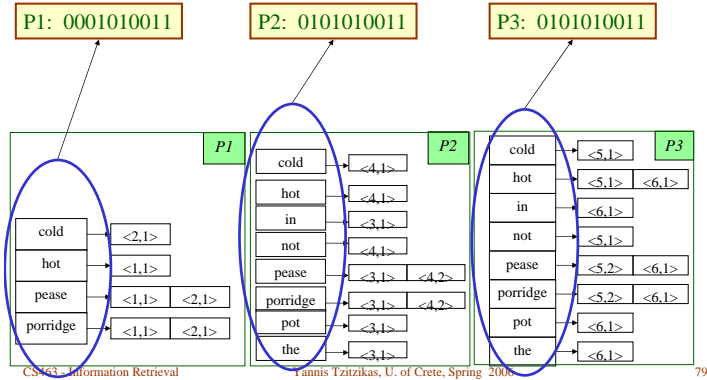 P1: 0001010011
P2: 0101010011
P3: 0101010011
P1
cold <2,1>
hot <1,1>
pease <1,1> <2,1>
porridge <1,1> <2,1>
P2
cold <4,1>
hot <4,1>
in <3,1>
not <4,1>
pease <3,1> <4,2>
porridge <3,1> <4,2>
pot <3,1>
the <3,1>
P3
cold <5,1>
hot <5,1> <6,1>
in <6,1>
not <5,1>
pease <5,2> <6,1>
porridge <5,2> <6,1>
pot <6,1>
the <6,1>
CS463 - Information Retrieval
Yannis Tzitzikas, U. of Crete, Spring 2006
79